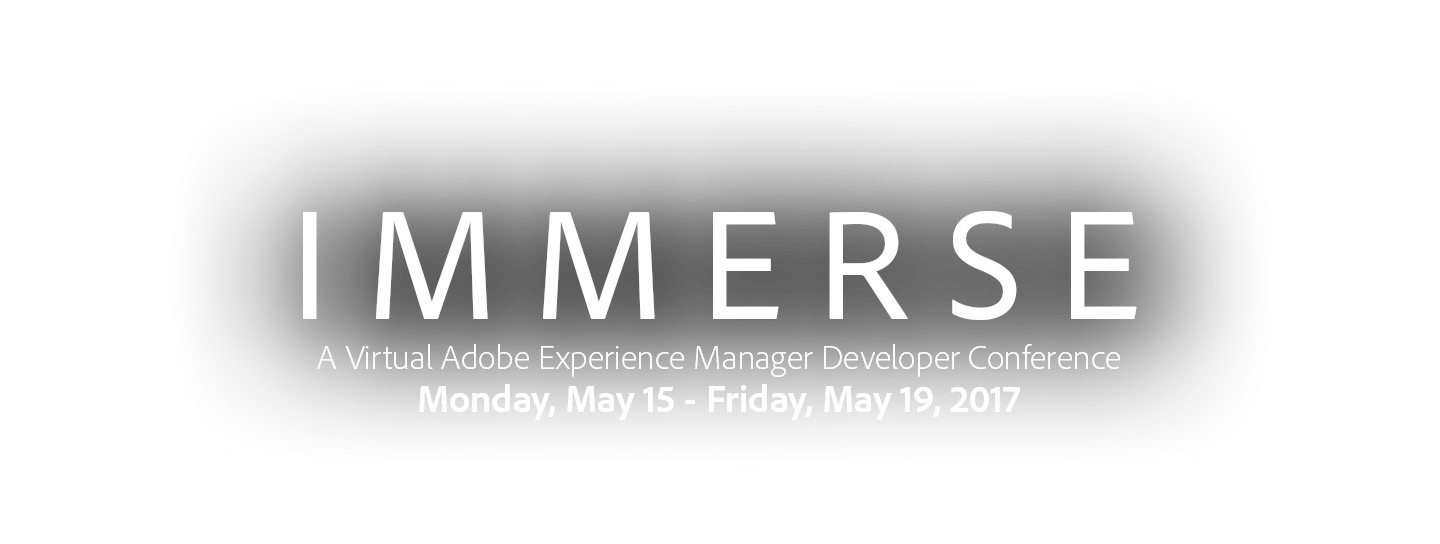 IMMERSE
A Virtual Adobe Experience Manager Developer Conference
Monday, May 15 - Friday, May 19, 2017